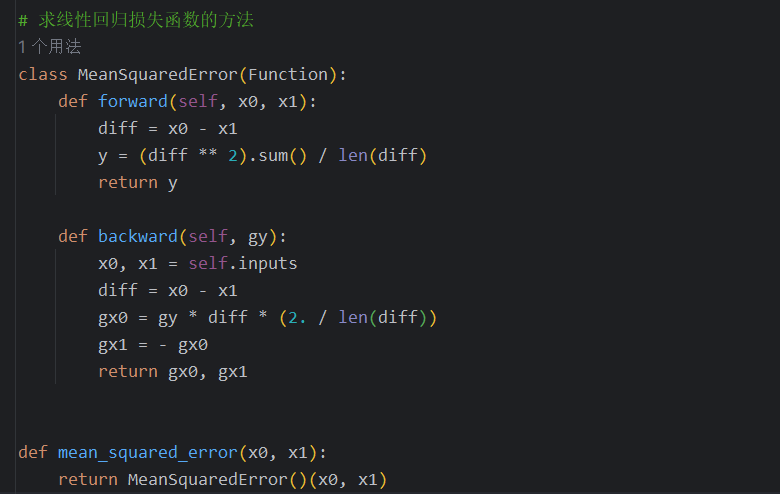 # 求线性回归损失函数的方法
1 个用法
class MeanSquaredError(Function):
    def forward(self, x0, x1):
        diff = x0 - x1
        y = (diff ** 2).sum() / len(diff)
        return y
    def backward(self, gy):
        x0, x1 = self.inputs
        diff = x0 - x1
        gx0 = gy * diff * (2. / len(diff))
        gx1 = - gx0
        return gx0, gx1
def mean_squared_error(x0, x1):
    return MeanSquaredError()(x0, x1)